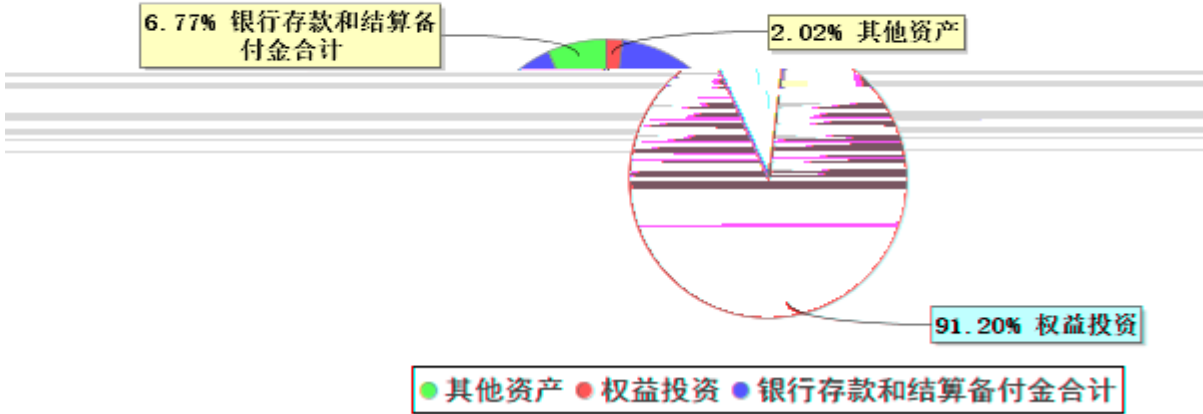 6.77% 银行存款和结算备
付金合计
2.02% 其他资产
91.20% 权益投资
其他资产 权益投资 银行存款和结算备付金合计